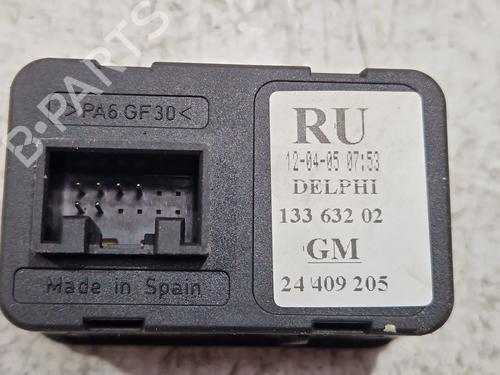 >PA6 GF30<
Made in Spain
RU
12-04-05 07:53
DELPHI
133 632 02
GM
24 409 205
B-PARTS